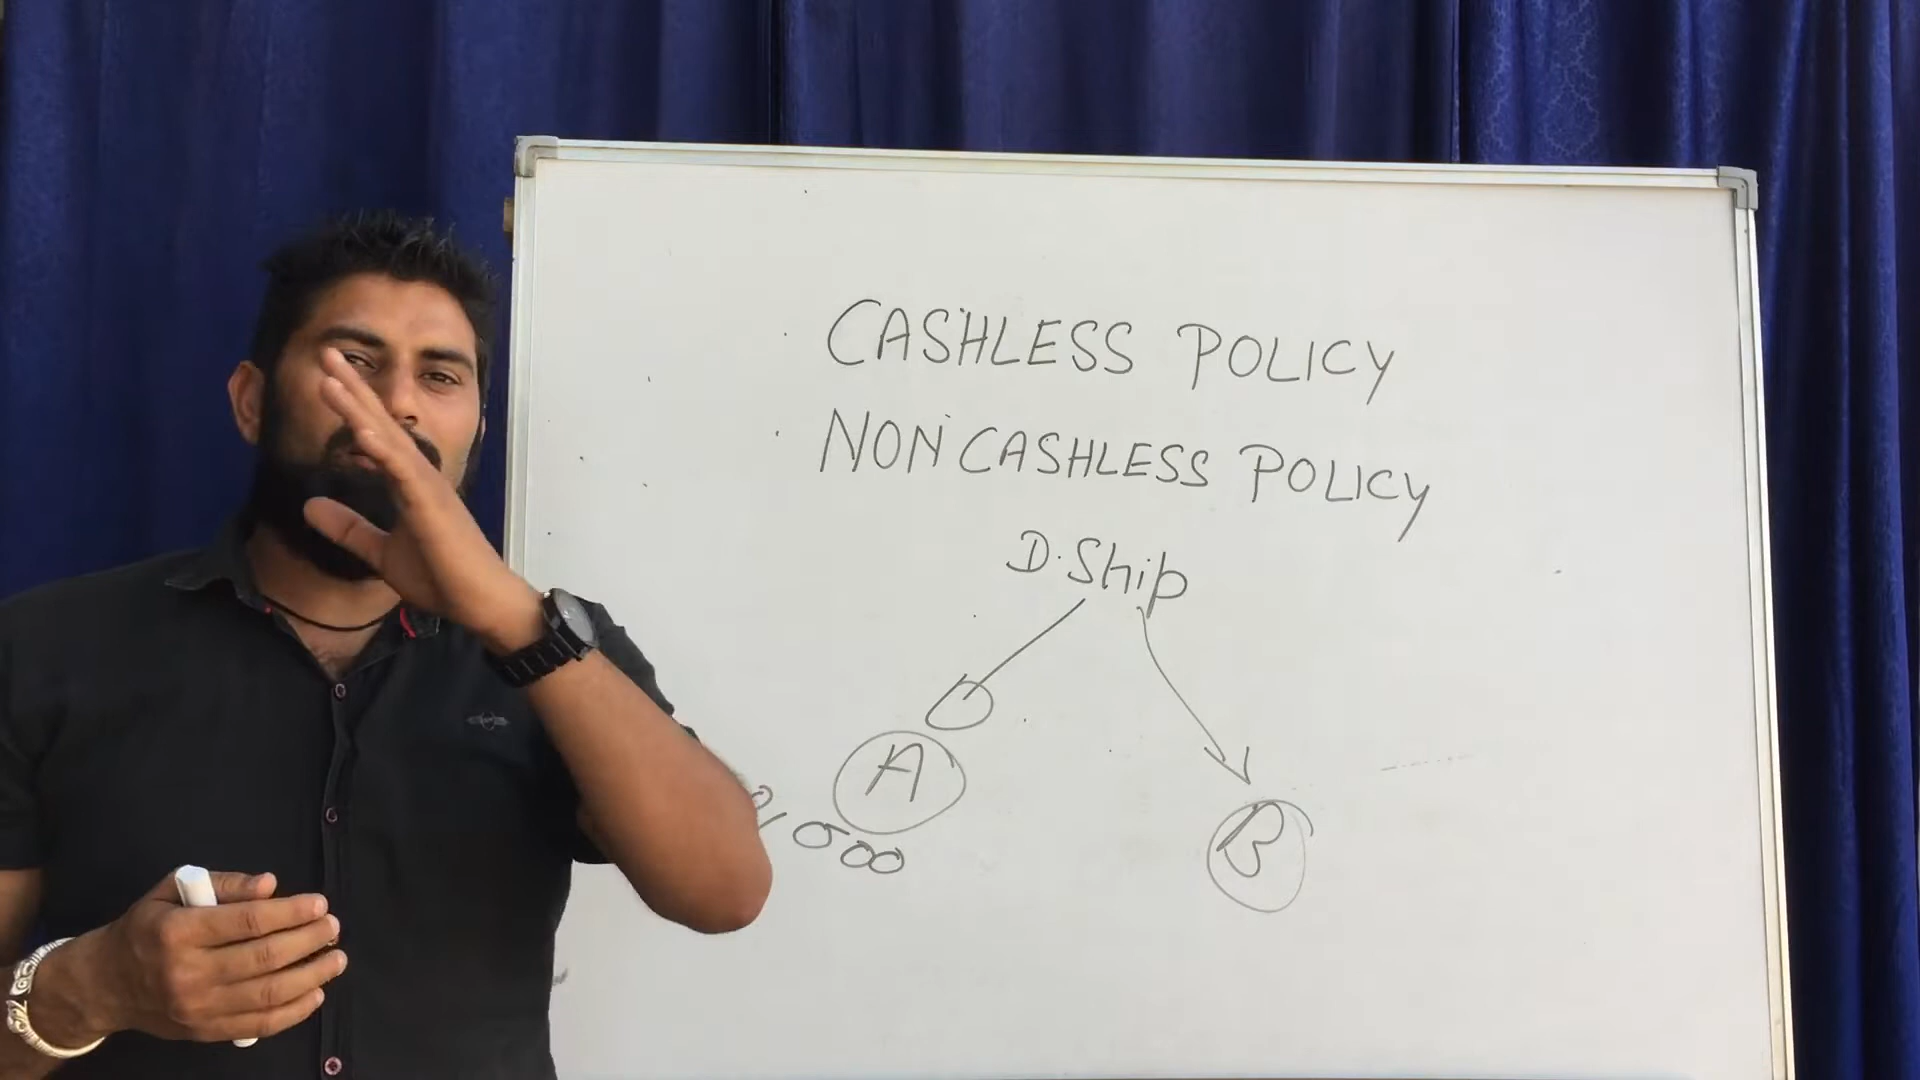 CASHLESS POLICY
NON CASHLESS POLICY
D.Ship
A
B